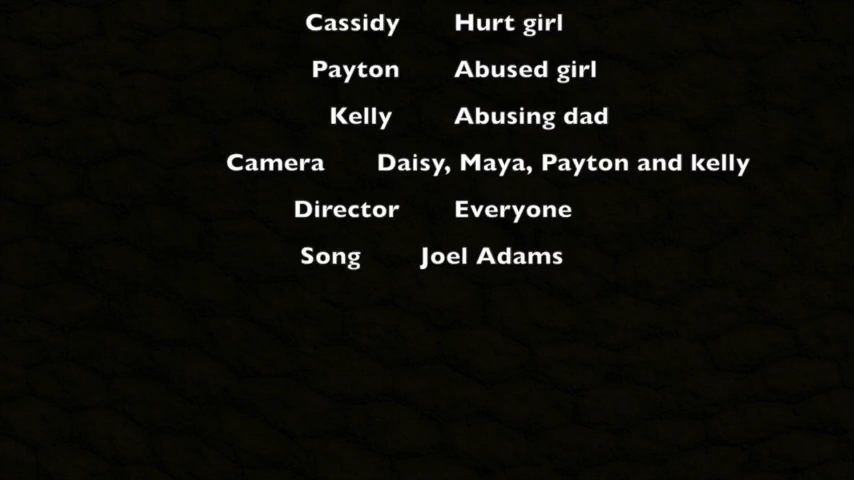 Cassidy Hurt girl
Payton Abused girl
Kelly Abusing dad
Camera Daisy, Maya, Payton and kelly
Director Everyone
Song Joel Adams